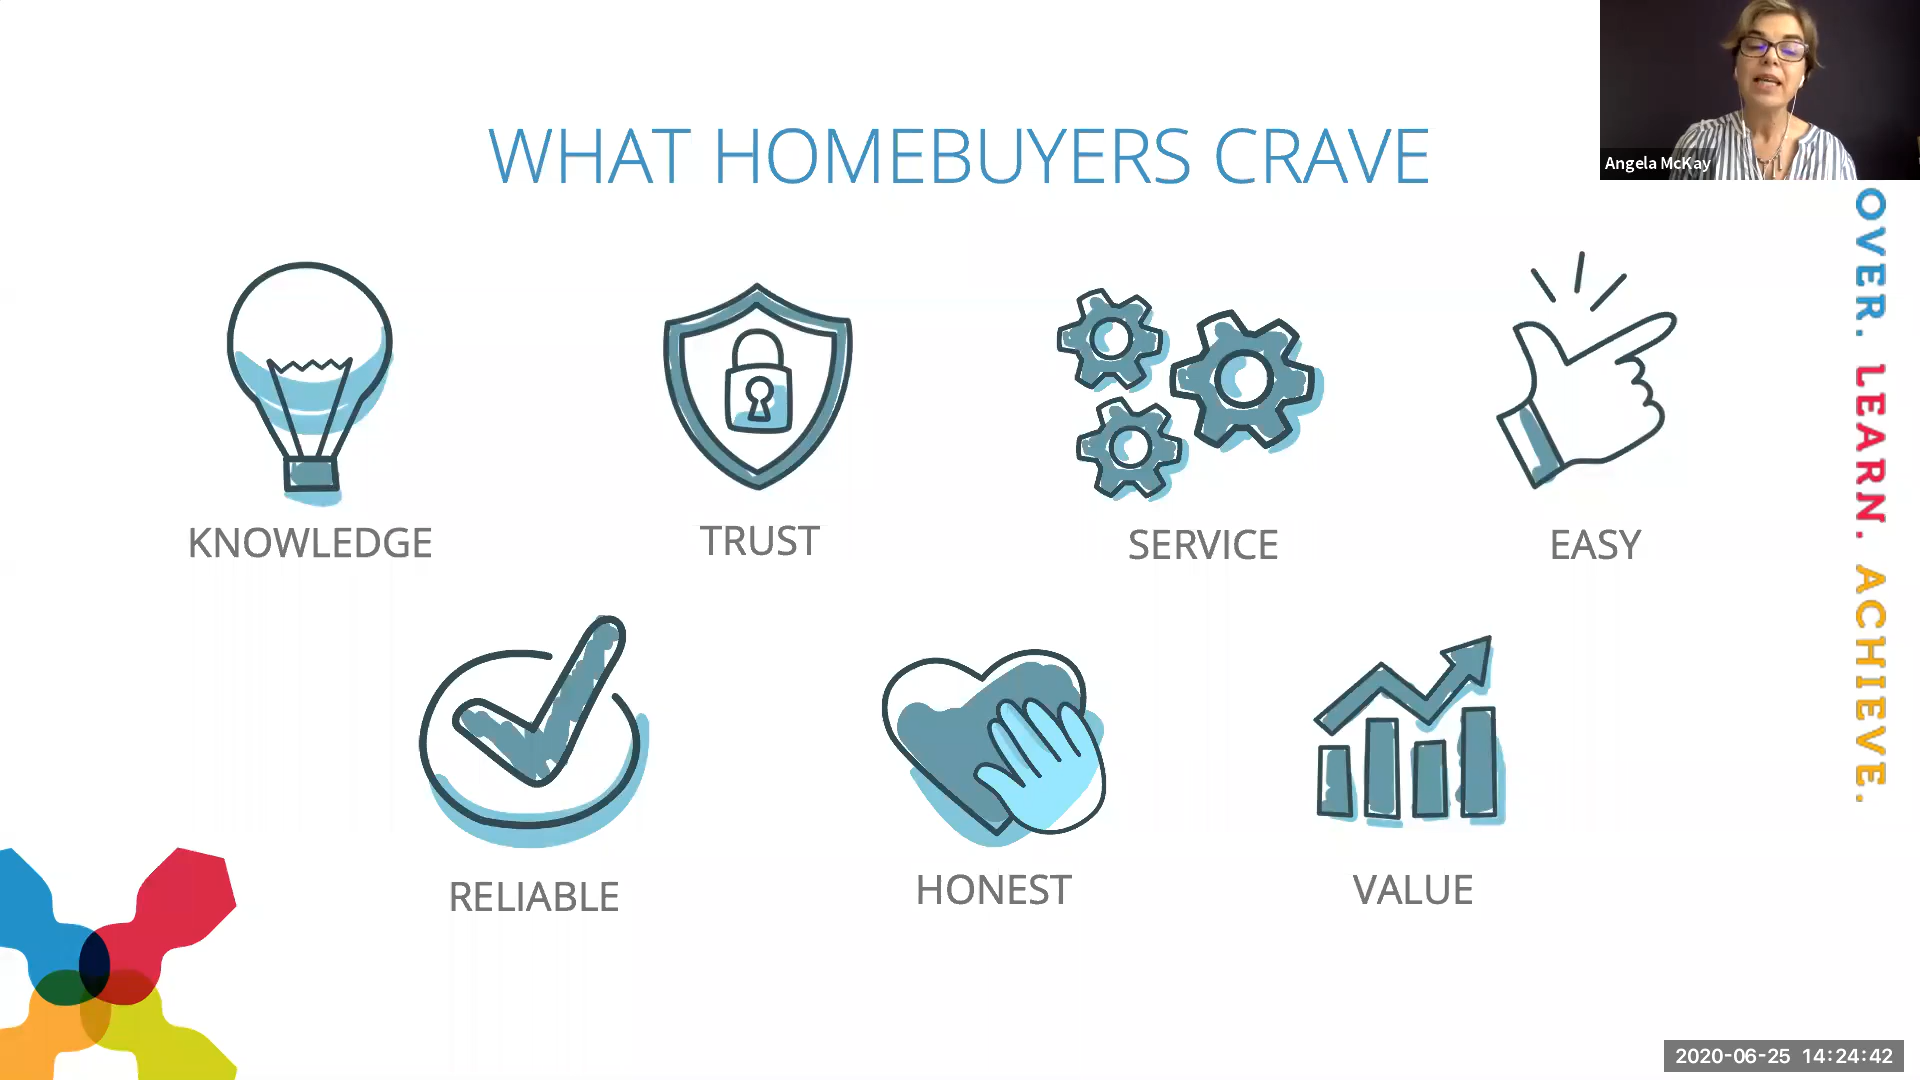 WHAT HOMEBUYERS CRAVE
Angela McKay
KNOWLEDGE
TRUST
SERVICE
EASY
RELIABLE
HONEST
VALUE
OVER. LEARN. ACHIEVE.
2020-06-25 14:24:42